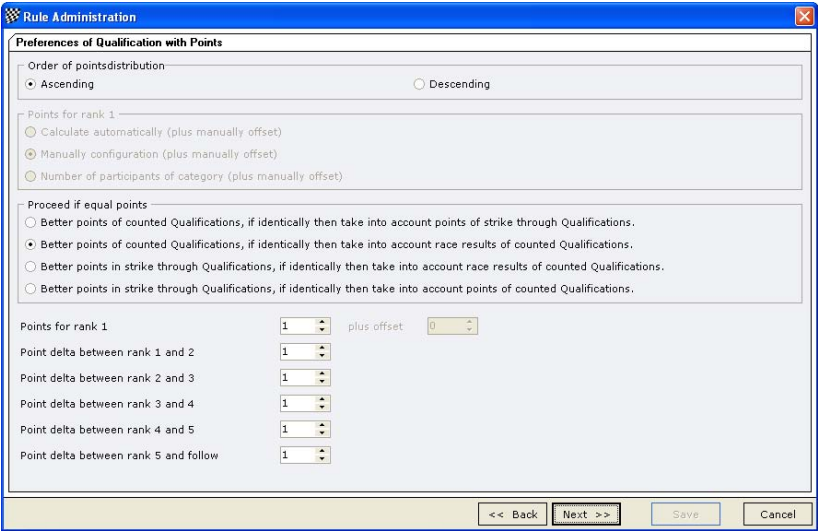 Rule Administration
Preferences of Qualification with Points
Order of pointsdistribution
Ascending Descending
Points for rank 1
Calculate automatically (plus manually offset)
Manually configuration (plus manually offset)
Number of participants of category (plus manually offset)
Proceed if equal points
Better points of counted Qualifications, if identically then take into account points of strike through Qualifications.
Better points of counted Qualifications, if identically then take into account race results of counted Qualifications.
Better points in strike through Qualifications, if identically then take into account race results of counted Qualifications.
Better points in strike through Qualifications, if identically then take into account points of counted Qualifications.
Points for rank 1 1 plus offset 0
Point delta between rank 1 and 2 1
Point delta between rank 2 and 3 1
Point delta between rank 3 and 4 1
Point delta between rank 4 and 5 1
Point delta between rank 5 and follow 1
<< Back Next >> Save Cancel